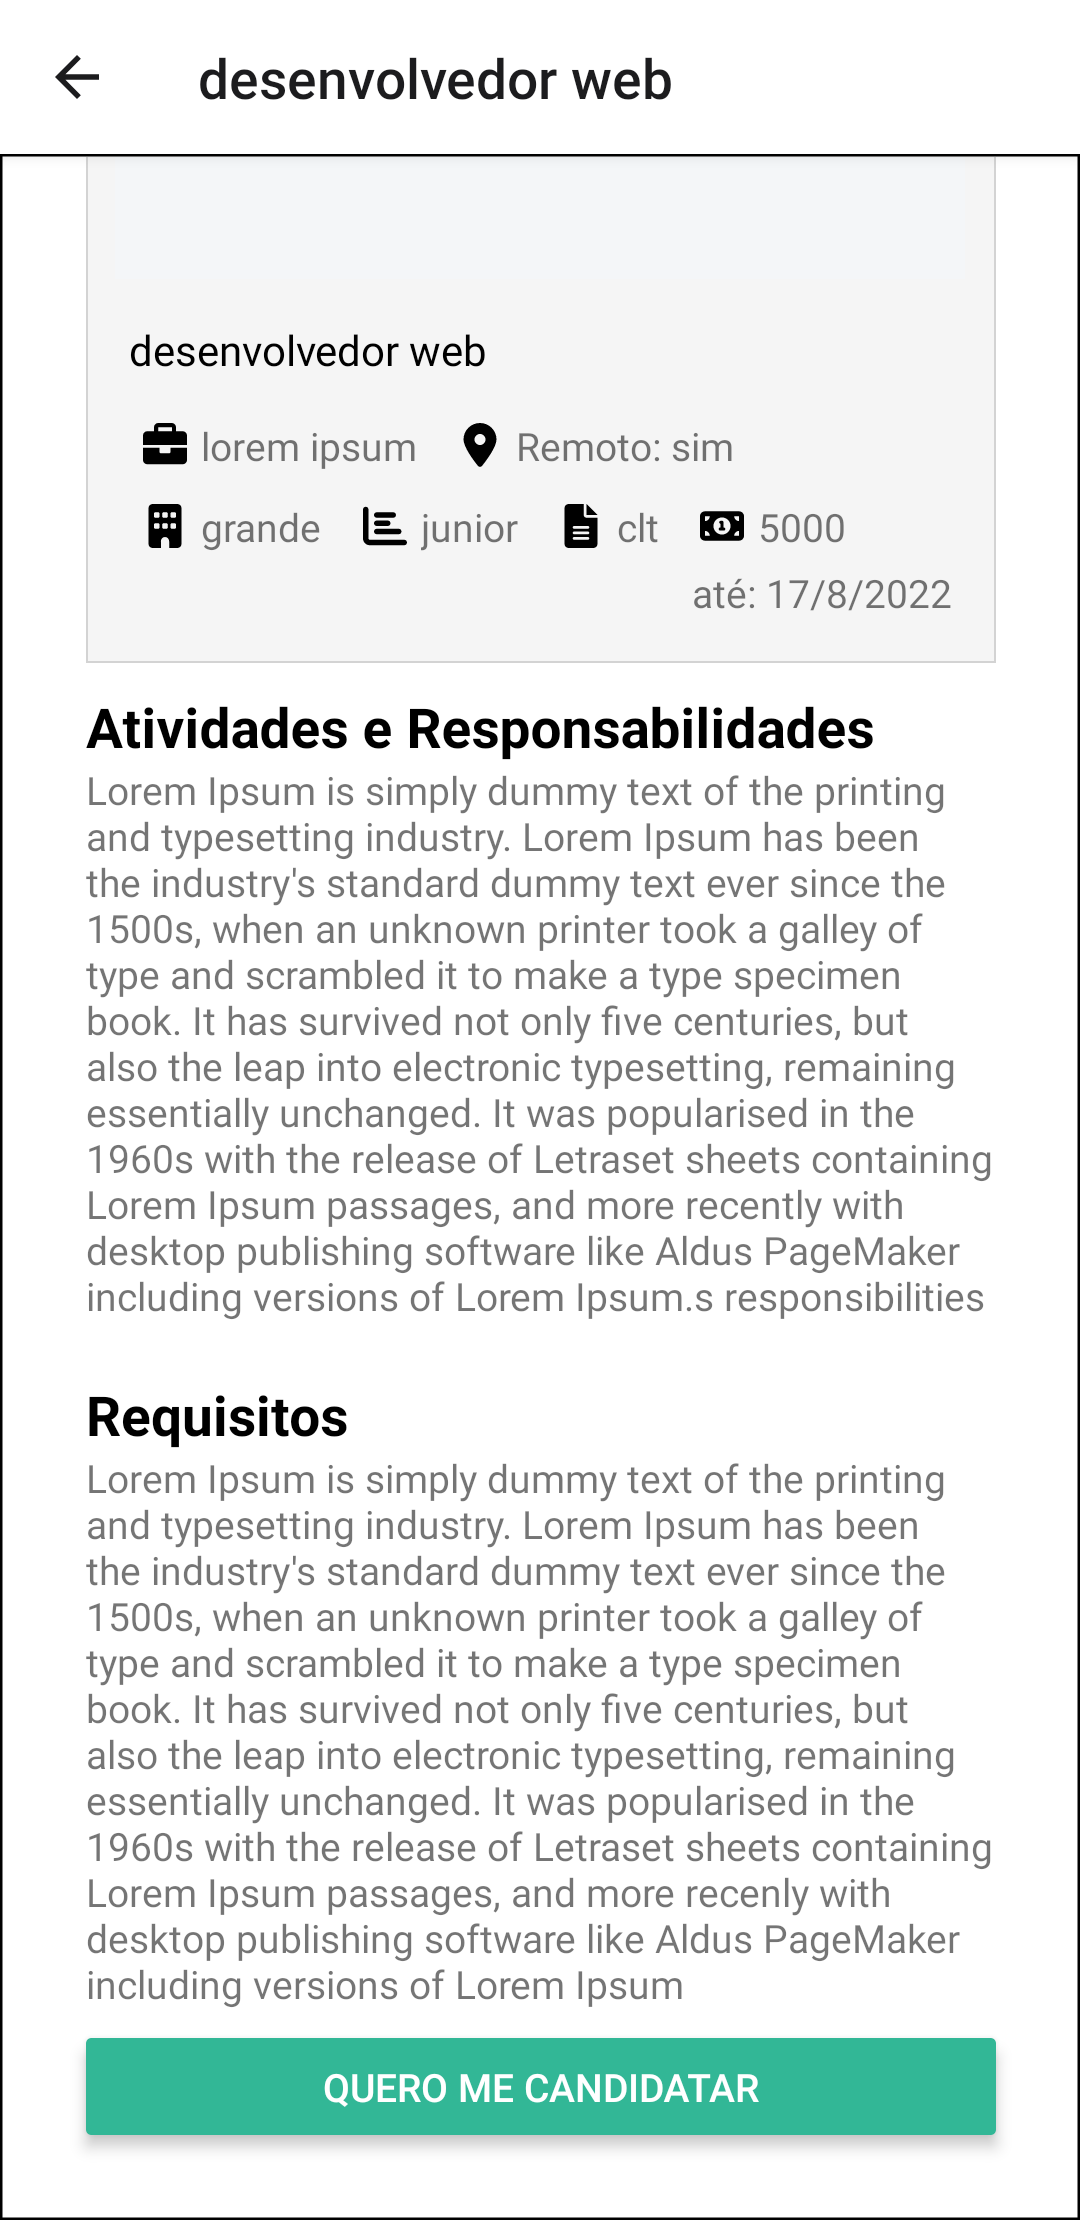 desenvolvedor web
desenvolvedor web
lorem ipsum Remoto: sim
grande junior clt 1 5000
até: 17/8/2022
Atividades e Responsabilidades
Lorem Ipsum is simply dummy text of the printing
and typesetting industry. Lorem Ipsum has been
the industry's standard dummy text ever since the
1500s, when an unknown printer took a galley of
type and scrambled it to make a type specimen
book. It has survived not only five centuries, but
also the leap into electronic typesetting, remaining
essentially unchanged. It was popularised in the
1960s with the release of Letraset sheets containing
Lorem Ipsum passages, and more recently with
desktop publishing software like Aldus PageMaker
including versions of Lorem Ipsum.s responsibilities
Requisitos
Lorem Ipsum is simply dummy text of the printing
and typesetting industry. Lorem Ipsum has been
the industry's standard dummy text ever since the
1500s, when an unknown printer took a galley of
type and scrambled it to make a type specimen
book. It has survived not only five centuries, but
also the leap into electronic typesetting, remaining
essentially unchanged. It was popularised in the
1960s with the release of Letraset sheets containing
Lorem Ipsum passages, and more recenly with
desktop publishing software like Aldus PageMaker
including versions of Lorem Ipsum
QUERO ME CANDIDATAR